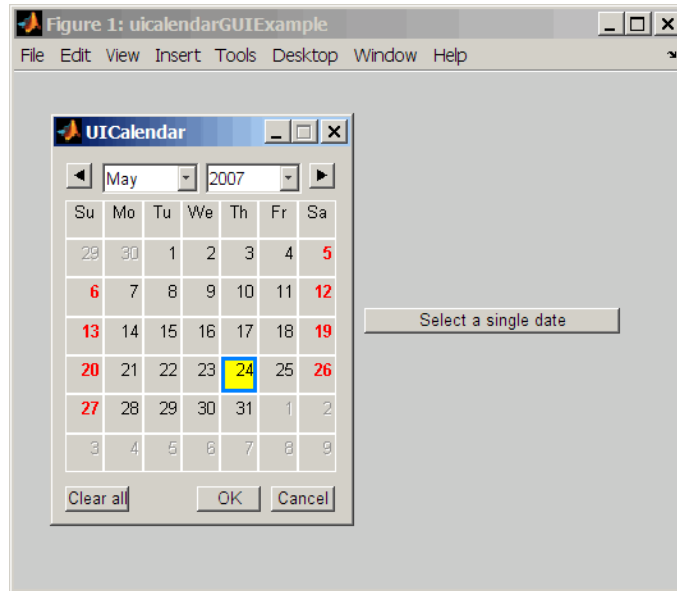 Figure 1: uicalendarGUIExample
File Edit View Insert Tools Desktop Window Help
UICalendar
May 2007
Su Mo Tu We Th Fr Sa
29 30 1 2 3 4 5
6 7 8 9 10 11 12
13 14 15 16 17 18 19
20 21 22 23 24 25 26
27 28 29 30 31 1 2
3 4 5 6 7 8 9
Select a single date
Clear all OK Cancel